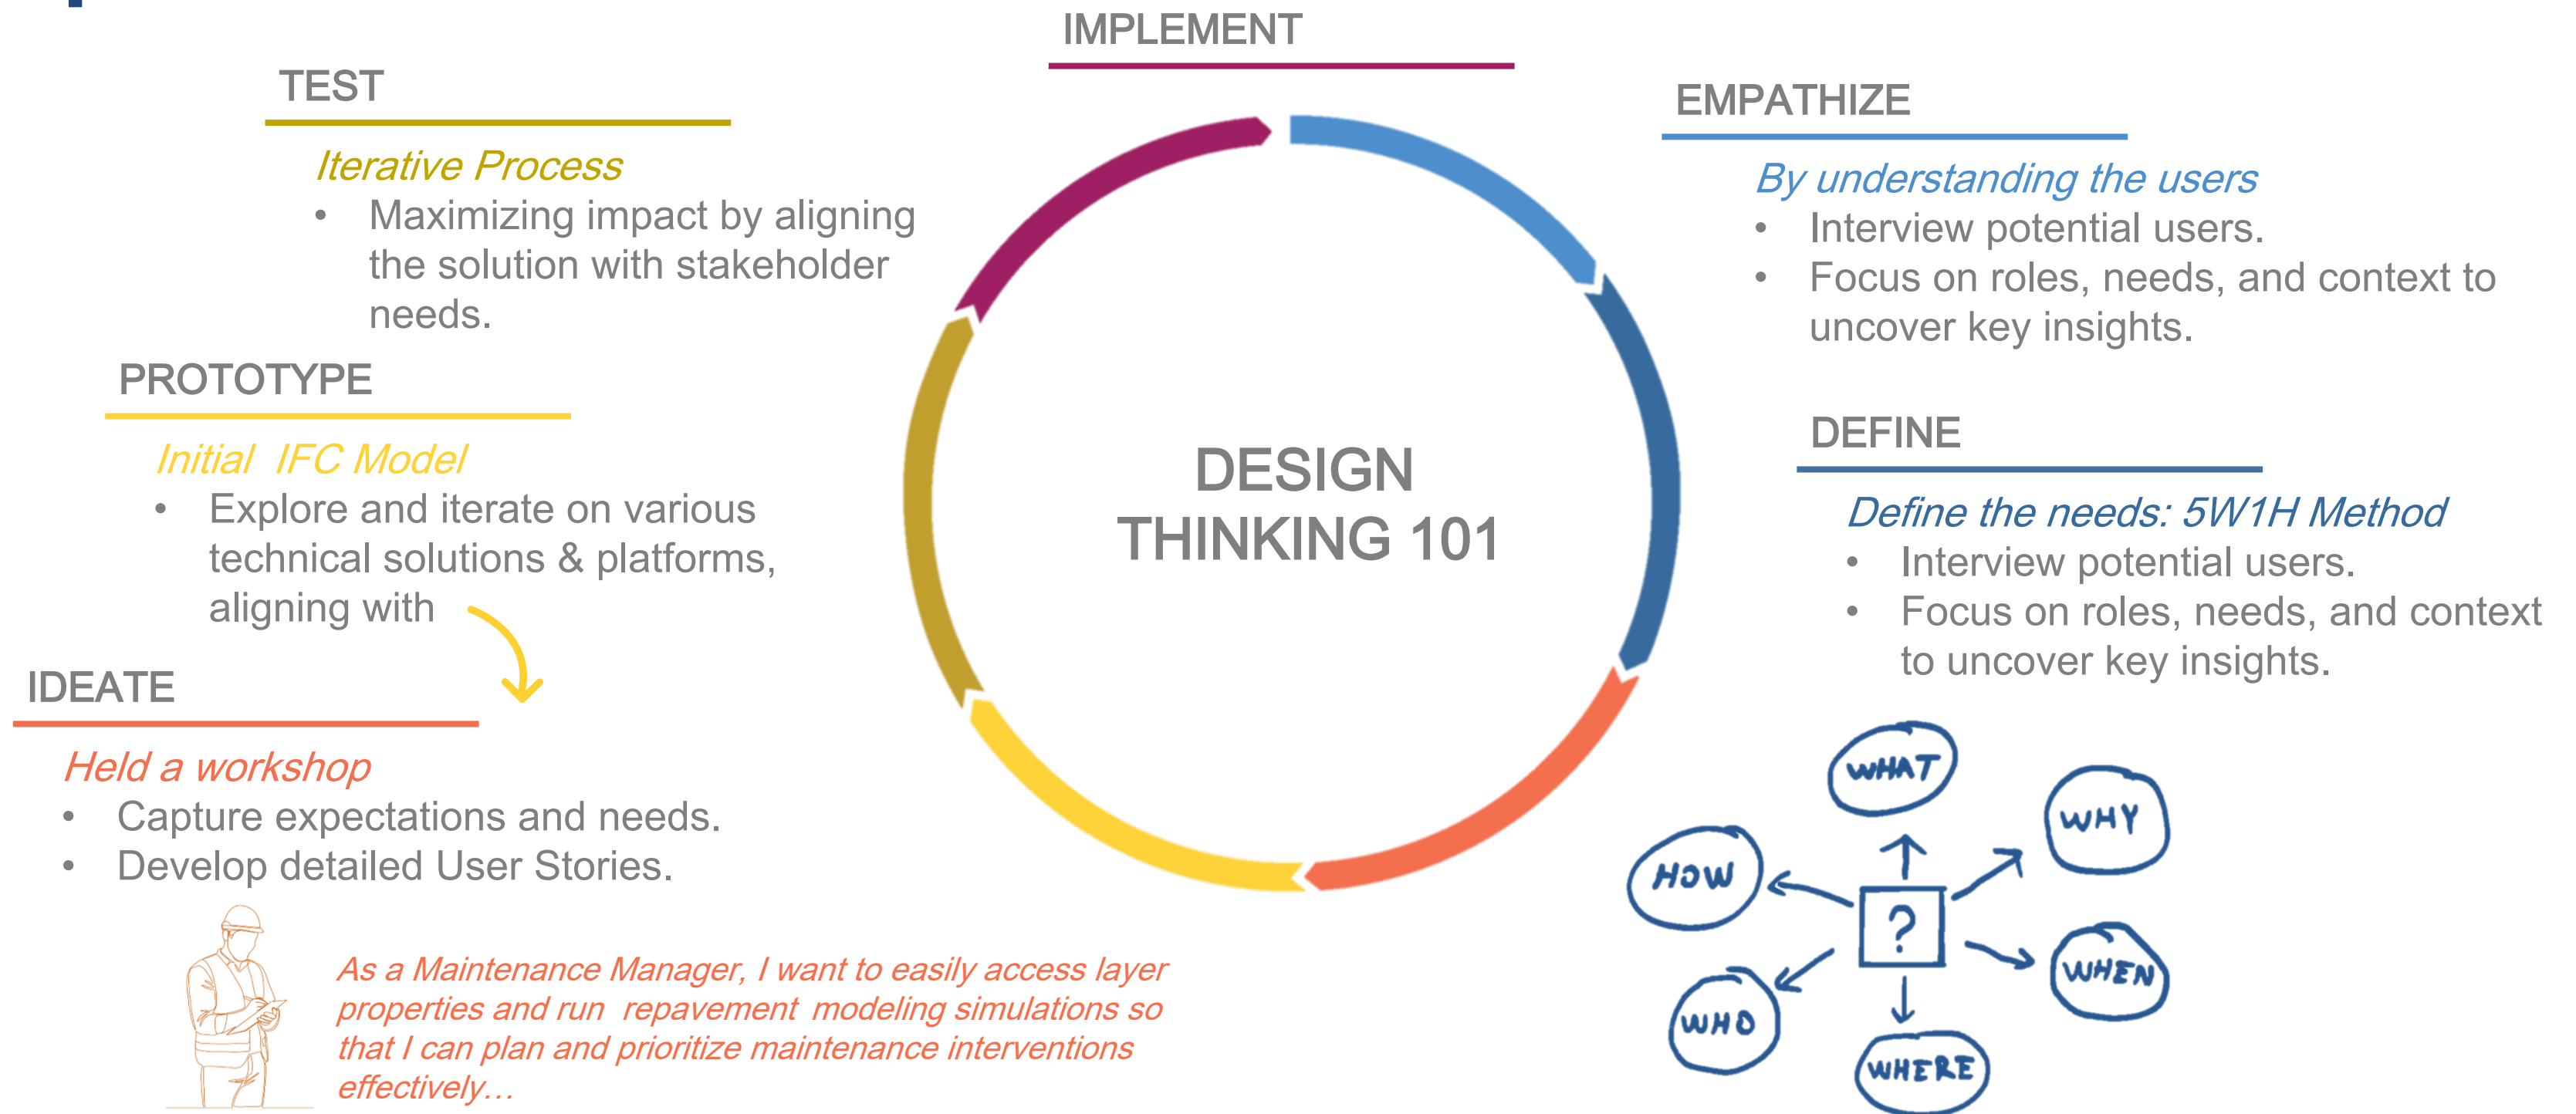 IMPLEMENT
TEST
Iterative Process
• Maximizing impact by aligning
the solution with stakeholder
needs.
PROTOTYPE
Initial IFC Model
• Explore and iterate on various
technical solutions & platforms,
aligning with
IDEATE
Held a workshop
• Capture expectations and needs.
• Develop detailed User Stories.
As a Maintenance Manager, I want to easily access layer
properties and run repavement modeling simulations so
that I can plan and prioritize maintenance interventions
effectively…
DESIGN
THINKING 101
EMPATHIZE
By understanding the users
• Interview potential users.
• Focus on roles, needs, and context to
uncover key insights.
DEFINE
Define the needs: 5W1H Method
• Interview potential users.
• Focus on roles, needs, and context
to uncover key insights.
WHAT
WHY
HOW
?
WHEN
WHO
WHERE